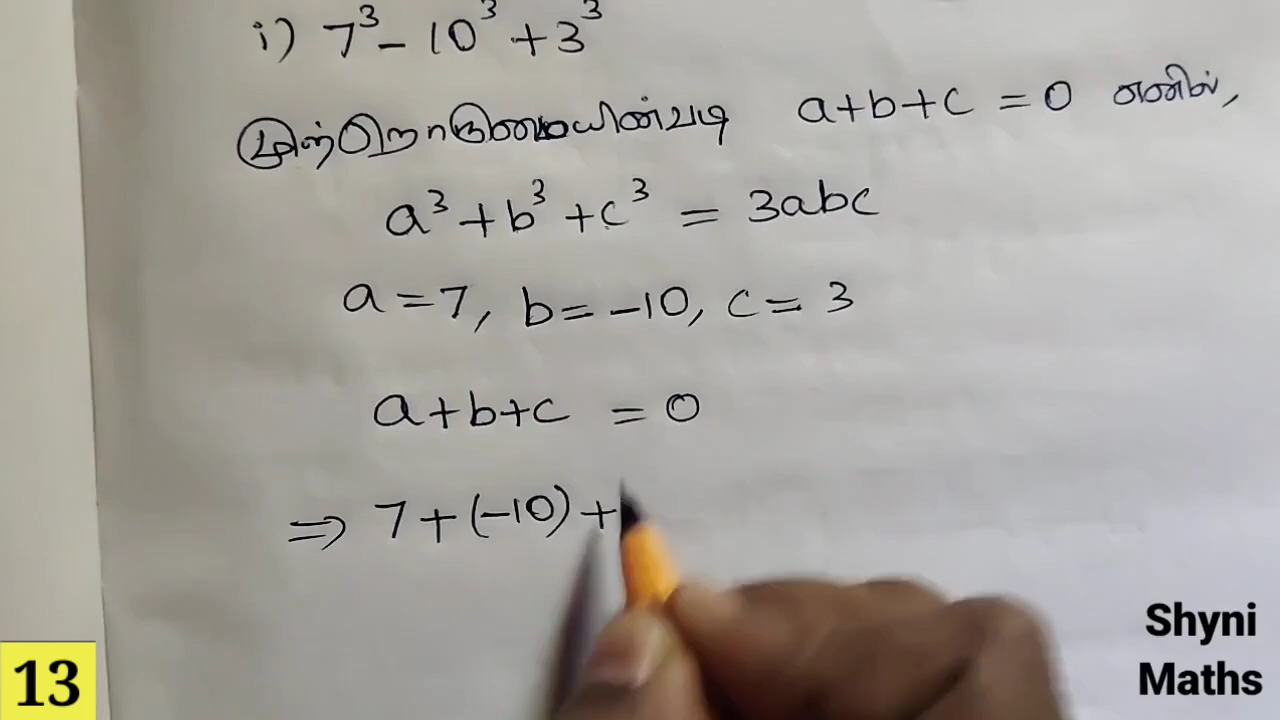 i) 7³ - 10³ + 3³
முற்றொருமையின்படி a+b+c = 0 எனில்,
a³ + b³ + c³ = 3abc
a = 7, b = -10, c = 3
a+b+c = 0
⇒ 7 + (-10) +
Shyni
Maths
13